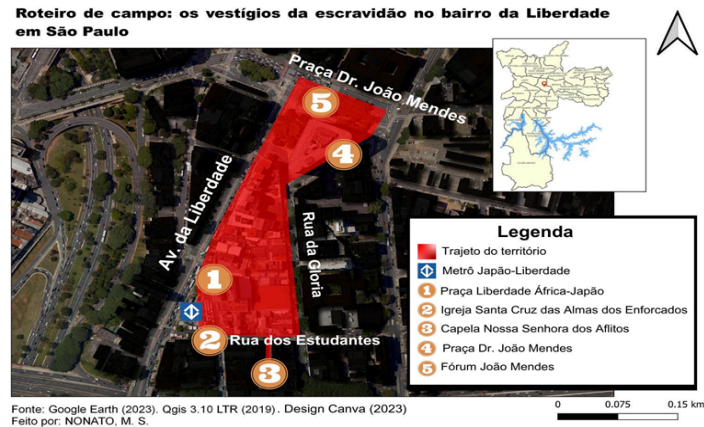 Roteiro de campo: os vestígios da escravidão no bairro da Liberdade
em São Paulo
Praça Dr. João Mendes
5
4
Av. da Liberdade
Rua da Gloria
1
2
Rua dos Estudantes
3
Legenda
Trajeto do território
Metrô Japão-Liberdade
1 Praça Liberdade África-Japão
2 Igreja Santa Cruz das Almas dos Enforcados
3 Capela Nossa Senhora dos Aflitos
4 Praça Dr. João Mendes
5 Fórum João Mendes
Fonte: Google Earth (2023). Qgis 3.10 LTR (2019). Design Canva (2023)
Feito por: NONATO, M. S.
0 0.075 0.15 km